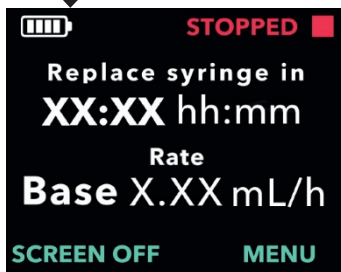 STOPPED
Replace syringe in
XX:XX hh:mm
Rate
Base X.XX mL/h
SCREEN OFF MENU